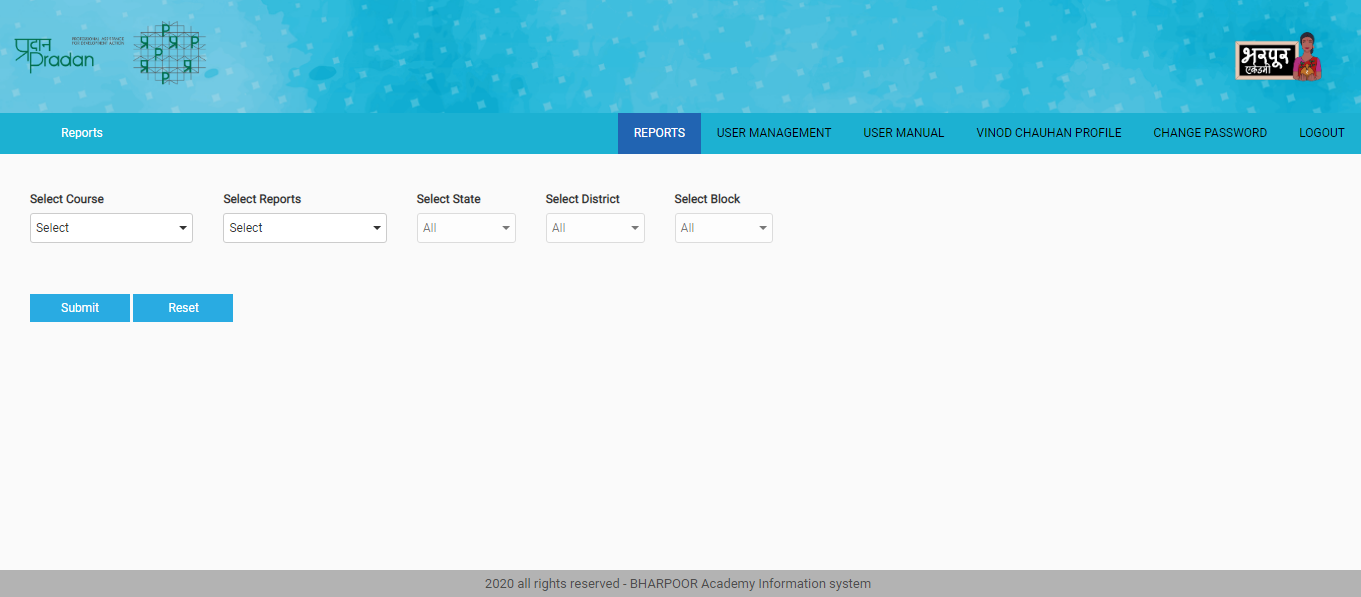 प्रदान
Pradan
PROFESSIONAL ASSISTANCE
FOR DEVELOPMENT ACTION
भरपूर
एकेडमी
Reports
REPORTS
USER MANAGEMENT
USER MANUAL
VINOD CHAUHAN PROFILE
CHANGE PASSWORD
LOGOUT
Select Course
Select Reports
Select State
Select District
Select Block
Select
Select
All
All
All
Submit
Reset
2020 all rights reserved - BHARPOOR Academy Information system